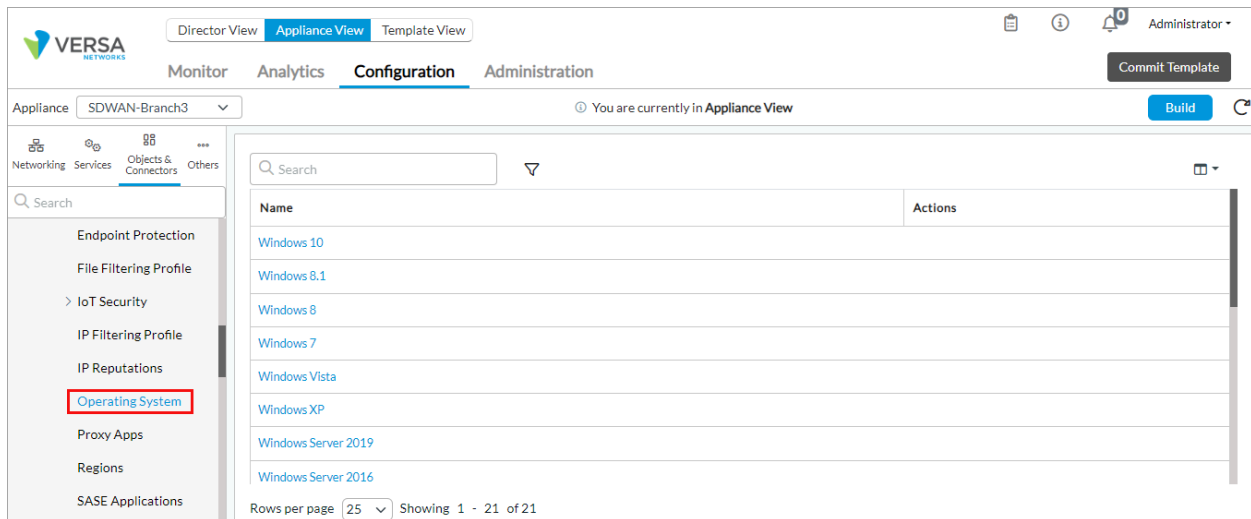 VERSA
NETWORKS
Director View Appliance View Template View
0
Administrator
Monitor Analytics Configuration Administration
Commit Template
Appliance SDWAN-Branch3
You are currently in Appliance View
Build
Networking Services Objects & Connectors Others
Search
Endpoint Protection
File Filtering Profile
IoT Security
IP Filtering Profile
IP Reputations
Operating System
Proxy Apps
Regions
SASE Applications
Search
Name Actions
Windows 10
Windows 8.1
Windows 8
Windows 7
Windows Vista
Windows XP
Windows Server 2019
Windows Server 2016
Rows per page 25 Showing 1 - 21 of 21